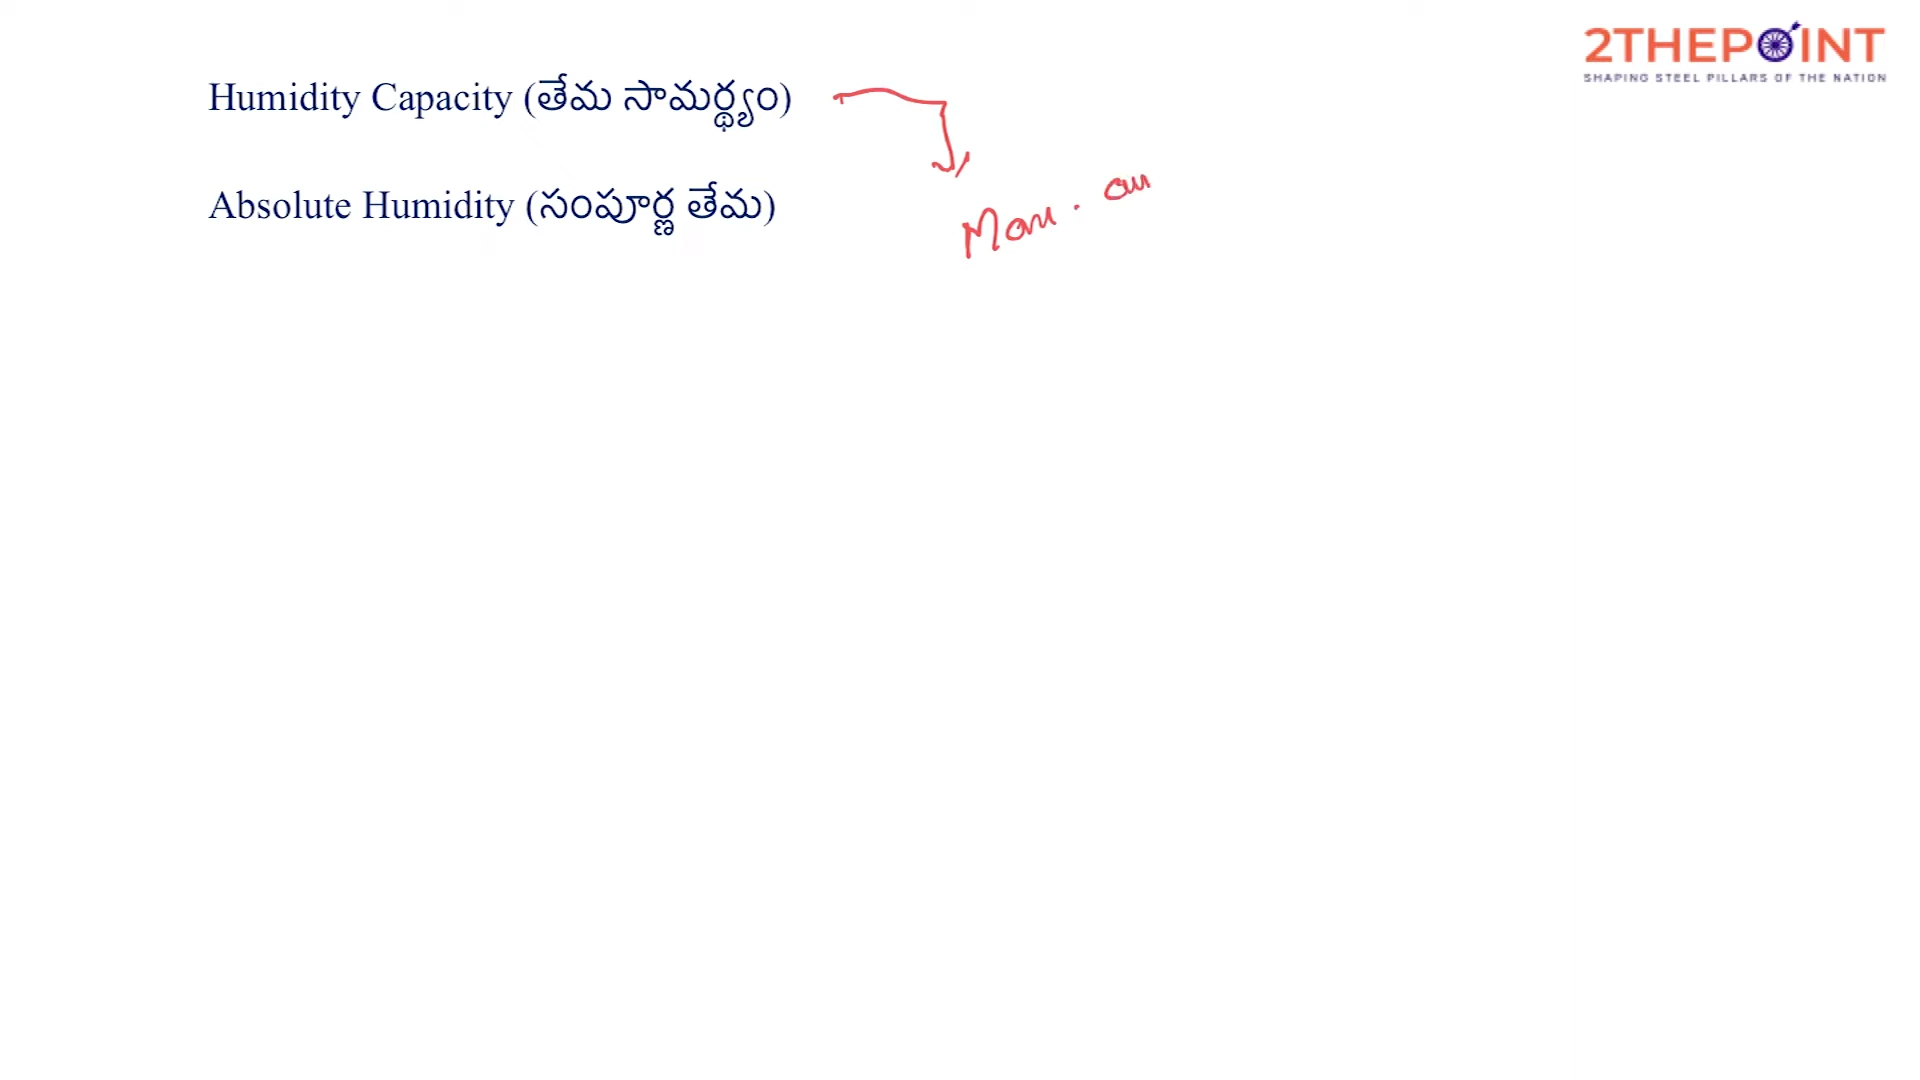 2THEPOINT
SHAPING STEEL PILLARS OF THE NATION
Humidity Capacity (తేమ సామర్థ్యం)
Absolute Humidity (సంపూర్ణ తేమ)